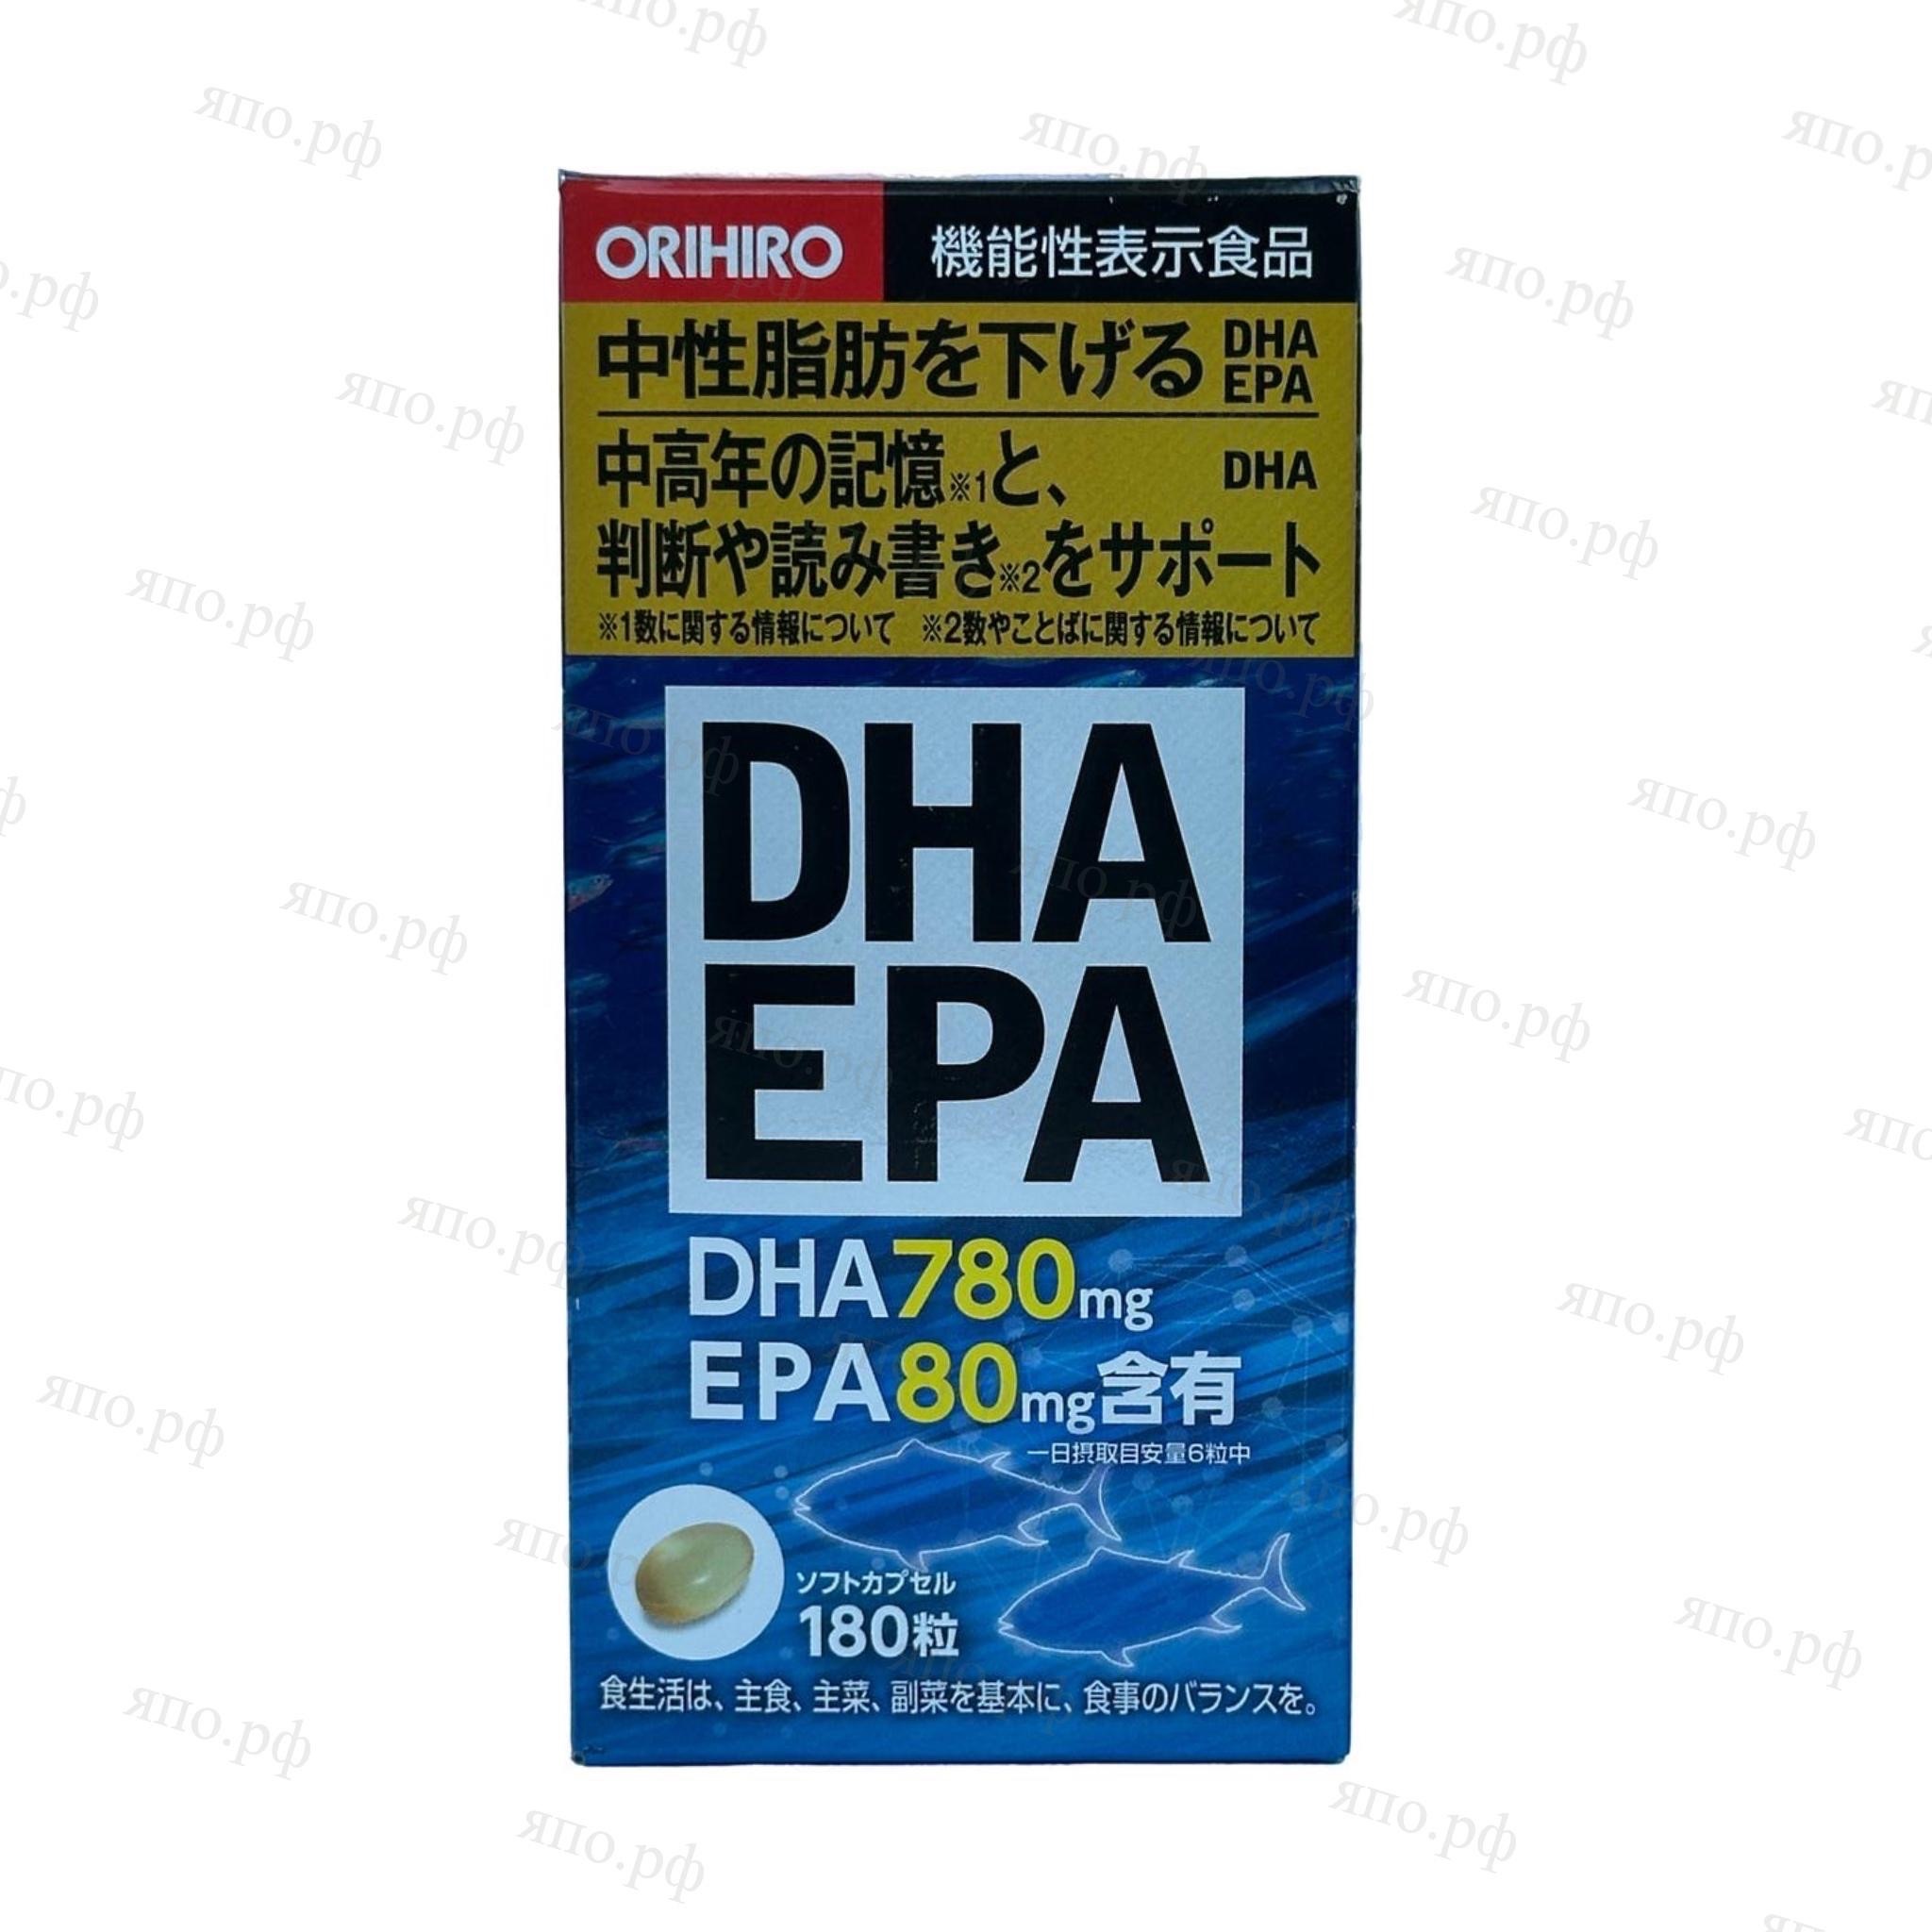 ORIHIRO 機能性表示食品
中性脂肪を下げる DHA EPA
中高年の記憶※1と、 DHA
判断や読み書き※2をサポート
※1数に関する情報について ※2数やことばに関する情報について
DHA
EPA
DHA780mg
EPA80mg含有
一日摂取目安量6粒中
ソフトカプセル
180粒
食生活は、主食、主菜、副菜を基本に、食事のバランスを。
япо.рф